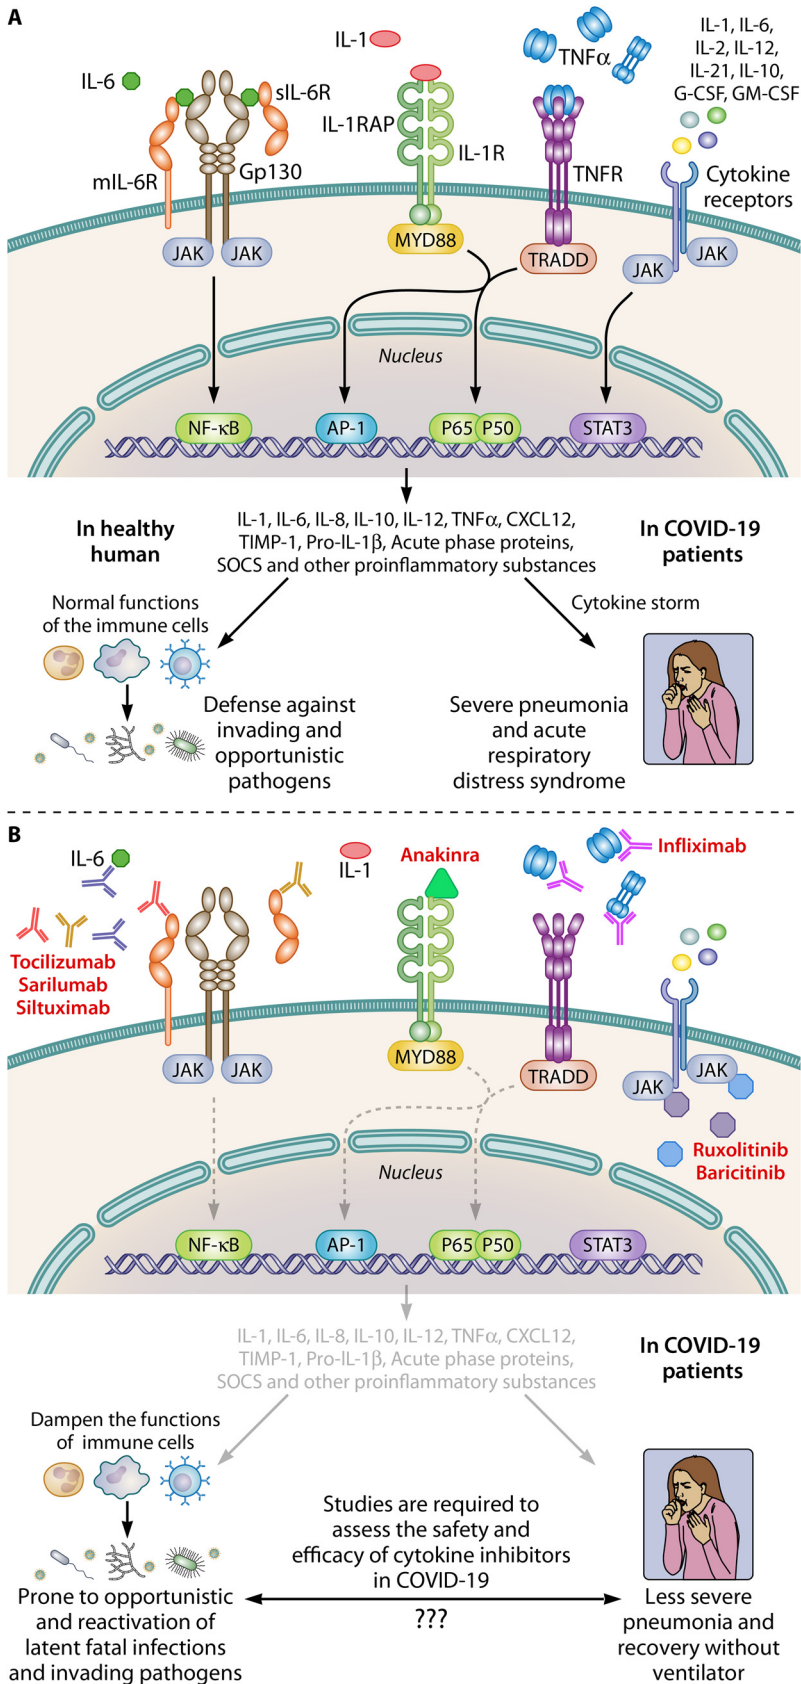 A
IL-6
mIL-6R
sIL-6R
Gp130
JAK
JAK
IL-1
IL-1RAP
IL-1R
MYD88
TNFα
TNFR
TRADD
IL-1, IL-6,
IL-2, IL-12,
IL-21, IL-10,
G-CSF, GM-CSF
Cytokine
receptors
JAK
JAK
Nucleus
NF-κB
AP-1
P65
P50
STAT3
IL-1, IL-6, IL-8, IL-10, IL-12, TNFα, CXCL12,
TIMP-1, Pro-IL-1β, Acute phase proteins,
SOCS and other proinflammatory substances
In healthy
human
In COVID-19
patients
Normal functions
of the immune cells
Cytokine storm
Defense against
invading and
opportunistic
pathogens
Severe pneumonia
and acute
respiratory
distress syndrome
B
IL-6
Tocilizumab
Sarilumab
Siltuximab
JAK
JAK
IL-1
Anakinra
MYD88
Infliximab
TRADD
JAK
JAK
Ruxolitinib
Baricitinib
Nucleus
NF-κB
AP-1
P65
P50
STAT3
IL-1, IL-6, IL-8, IL-10, IL-12, TNFα, CXCL12,
TIMP-1, Pro-IL-1β, Acute phase proteins,
SOCS and other proinflammatory substances
In COVID-19
patients
Dampen the functions
of immune cells
Studies are required to
assess the safety and
efficacy of cytokine inhibitors
in COVID-19
???
Prone to opportunistic
and reactivation of
latent fatal infections
and invading pathogens
Less severe
pneumonia and
recovery without
ventilator